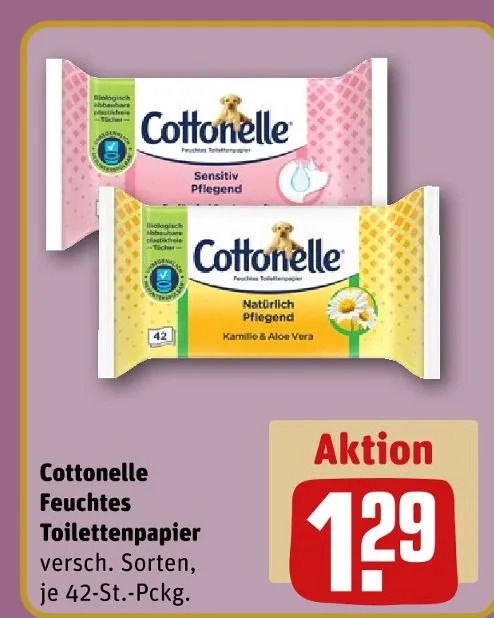 Biologisch
abbaubare
plastikfreie
Tücher
Cottonelle
Feuchtes Toilettenpapier
Sensitiv
Pflegend
Biologisch
abbaubare
plastikfreie
Tücher
Cottonelle
Feuchtes Toilettenpapier
Natürlich
Pflegend
42
Kamille & Aloe Vera
Cottonelle
Feuchtes
Toilettenpapier
versch. Sorten,
je 42-St.-Pckg.
Aktion
1.29